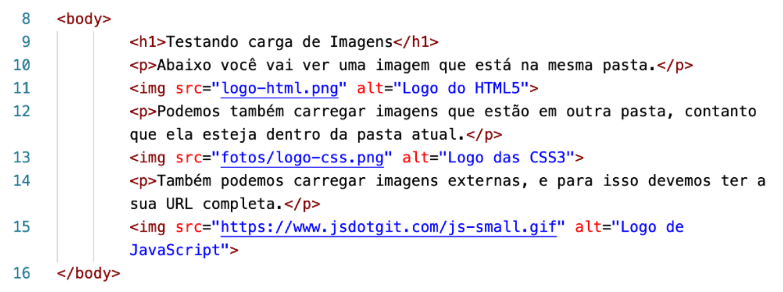 8 <body>
9 <h1>Testando carga de Imagens</h1>
10 <p>Abaixo você vai ver uma imagem que está na mesma pasta.</p>
11 <img src="logo-html.png" alt="Logo do HTML5">
12 <p>Podemos também carregar imagens que estão em outra pasta, contanto
que ela esteja dentro da pasta atual.</p>
13 <img src="fotos/logo-css.png" alt="Logo das CSS3">
14 <p>Também podemos carregar imagens externas, e para isso devemos ter a
sua URL completa.</p>
15 <img src="https://www.jsdotgit.com/js-small.gif" alt="Logo de
JavaScript">
16 </body>